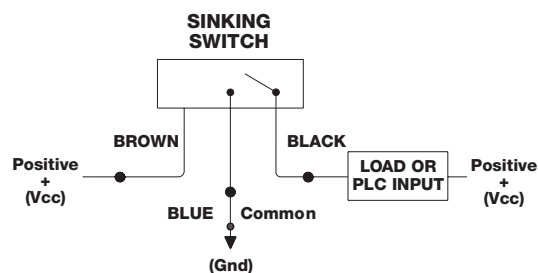 SINKING
SWITCH
BROWN
BLACK
Positive
+
(Vcc)
LOAD OR
PLC INPUT
Positive
+
(Vcc)
BLUE
Common
(Gnd)